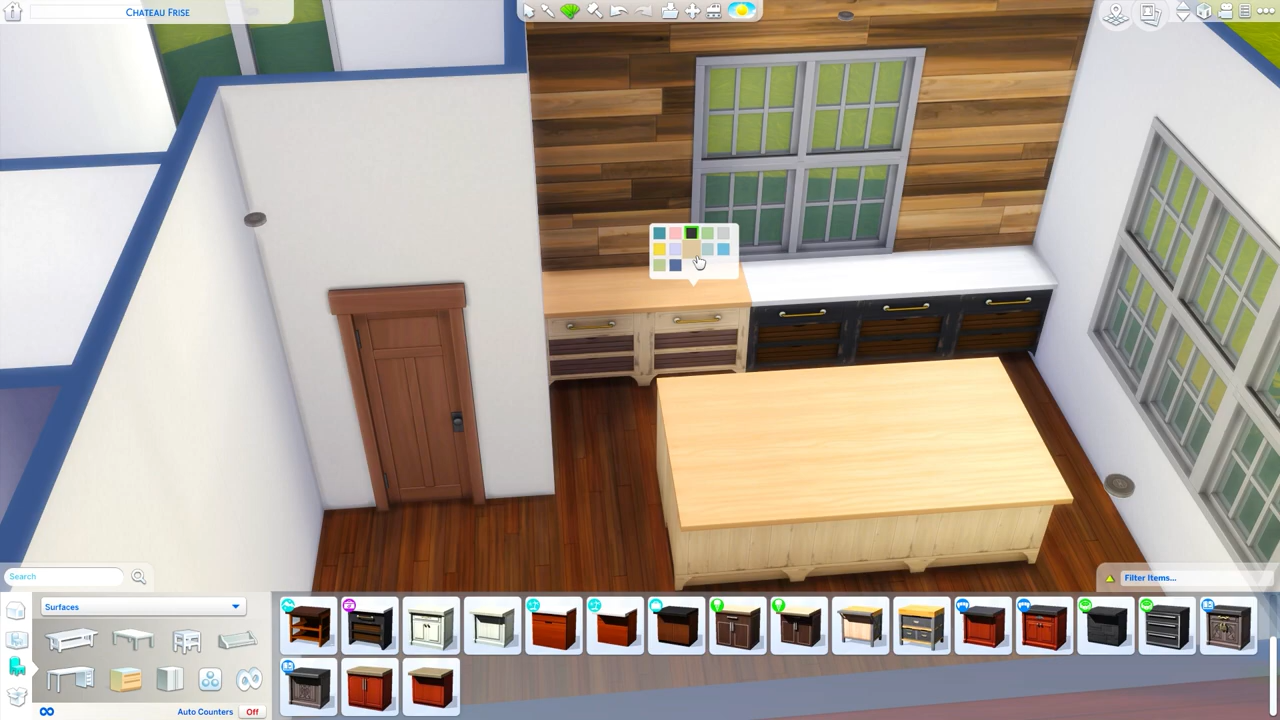 Chateau Frise
Search
Filter Items...
Surfaces
Auto Counters
Off